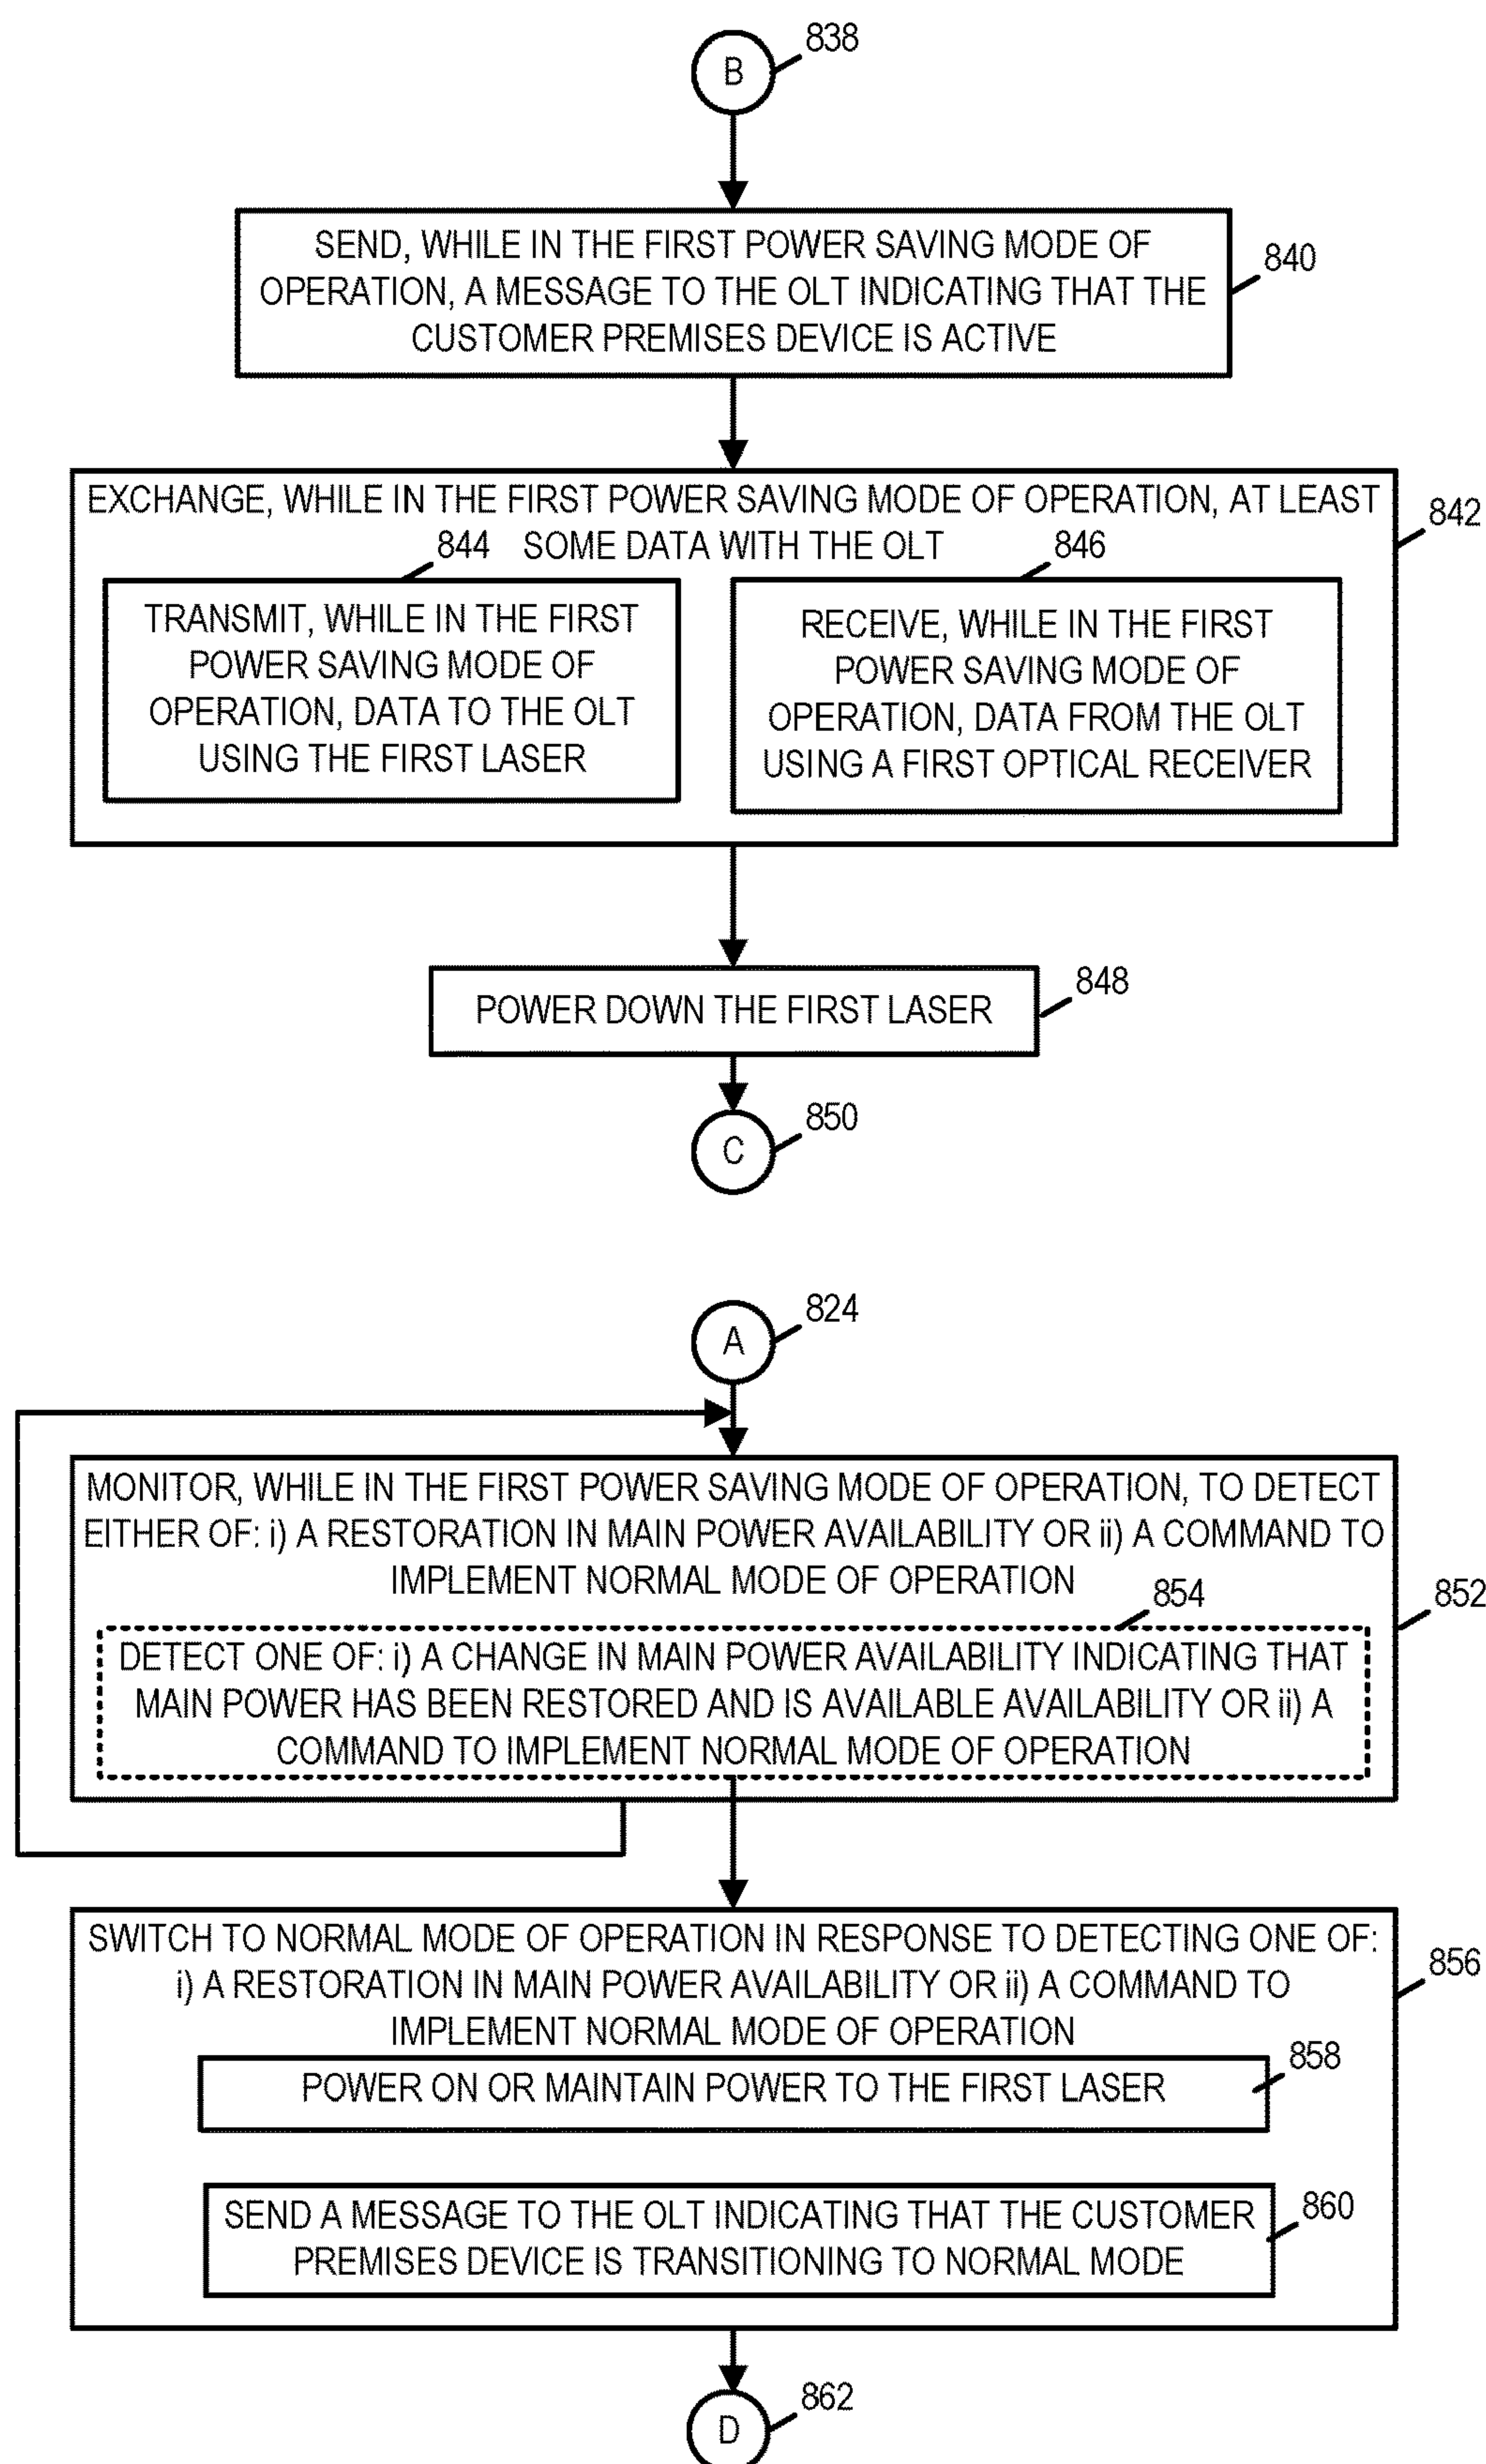 838
B
SEND, WHILE IN THE FIRST POWER SAVING MODE OF
OPERATION, A MESSAGE TO THE OLT INDICATING THAT THE
CUSTOMER PREMISES DEVICE IS ACTIVE
840
EXCHANGE, WHILE IN THE FIRST POWER SAVING MODE OF OPERATION, AT LEAST
SOME DATA WITH THE OLT
842
844
846
TRANSMIT, WHILE IN THE FIRST
POWER SAVING MODE OF
OPERATION, DATA TO THE OLT
USING THE FIRST LASER
RECEIVE, WHILE IN THE FIRST
POWER SAVING MODE OF
OPERATION, DATA FROM THE OLT
USING A FIRST OPTICAL RECEIVER
POWER DOWN THE FIRST LASER
848
850
C
824
A
MONITOR, WHILE IN THE FIRST POWER SAVING MODE OF OPERATION, TO DETECT
EITHER OF: i) A RESTORATION IN MAIN POWER AVAILABILITY OR ii) A COMMAND TO
IMPLEMENT NORMAL MODE OF OPERATION
852
854
DETECT ONE OF: i) A CHANGE IN MAIN POWER AVAILABILITY INDICATING THAT
MAIN POWER HAS BEEN RESTORED AND IS AVAILABLE AVAILABILITY OR ii) A
COMMAND TO IMPLEMENT NORMAL MODE OF OPERATION
SWITCH TO NORMAL MODE OF OPERATION IN RESPONSE TO DETECTING ONE OF:
i) A RESTORATION IN MAIN POWER AVAILABILITY OR ii) A COMMAND TO
IMPLEMENT NORMAL MODE OF OPERATION
856
POWER ON OR MAINTAIN POWER TO THE FIRST LASER
858
SEND A MESSAGE TO THE OLT INDICATING THAT THE CUSTOMER
PREMISES DEVICE IS TRANSITIONING TO NORMAL MODE
860
862
D